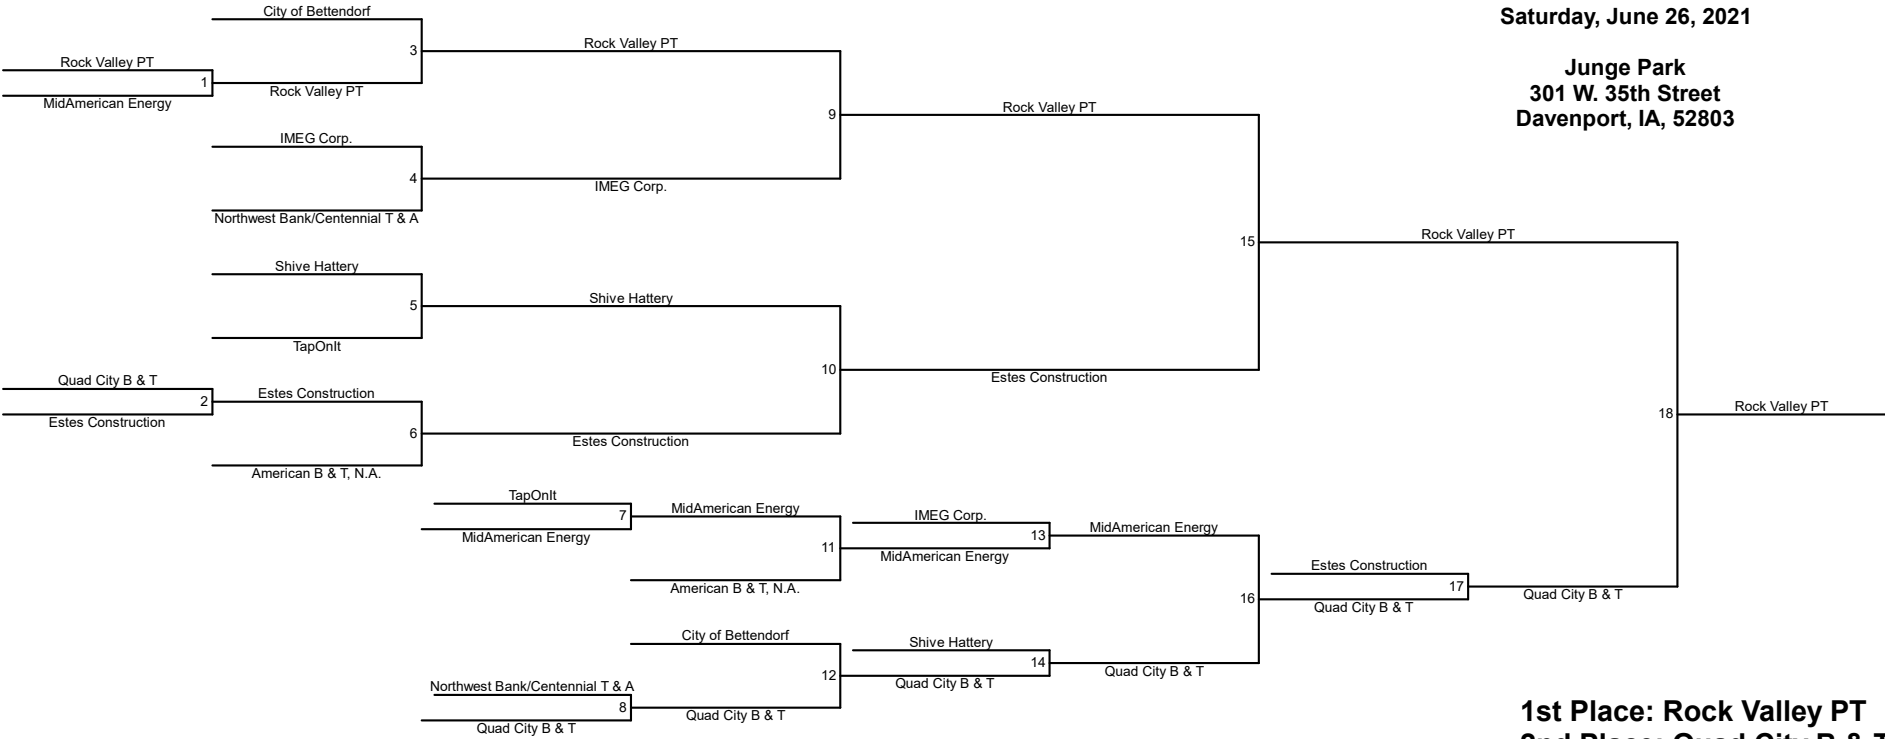 City of Bettendorf
Saturday, June 26, 2021
3
Rock Valley PT
Rock Valley PT
1
MidAmerican Energy
Rock Valley PT
Junge Park
301 W. 35th Street
Davenport, IA, 52803
Rock Valley PT
9
IMEG Corp.
4
IMEG Corp.
Northwest Bank/Centennial T & A
15
Rock Valley PT
Shive Hattery
5
Shive Hattery
TapOnIt
10
Estes Construction
Quad City B & T
2
Estes Construction
Estes Construction
6
Estes Construction
American B & T, N.A.
18
Rock Valley PT
TapOnIt
7
MidAmerican Energy
MidAmerican Energy
11
American B & T, N.A.
IMEG Corp.
13
MidAmerican Energy
MidAmerican Energy
16
Estes Construction
17
Quad City B & T
Quad City B & T
City of Bettendorf
12
Shive Hattery
14
Quad City B & T
Quad City B & T
Northwest Bank/Centennial T & A
8
Quad City B & T
Quad City B & T
1st Place: Rock Valley PT
2nd Place: Quad City B & T